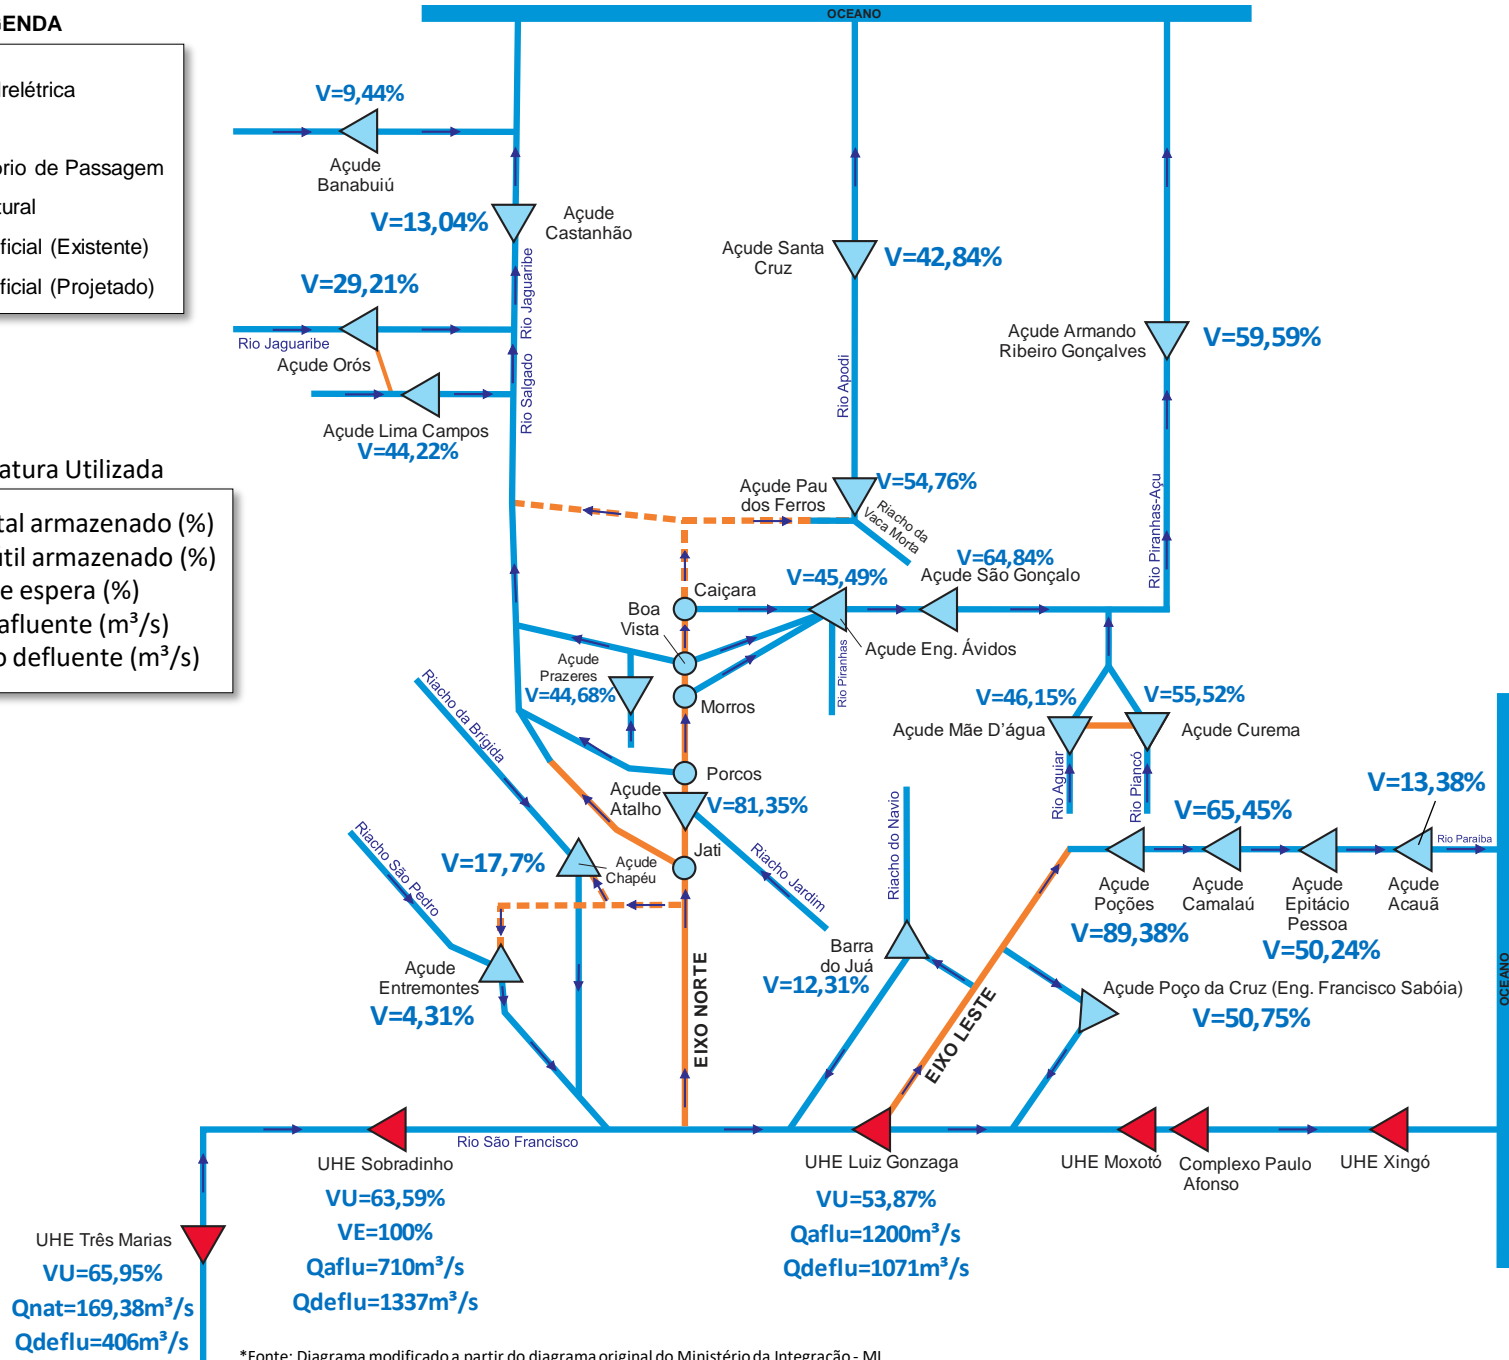 OCEANO
V=9,44%
Açude
Banabuiú
V=13,04%
Açude
Castanhão
Rio Jaguaribe
V=29,21%
Rio Jaguaribe
Açude Orós
Rio Salgado
Açude Lima Campos
V=44,22%
Açude Santa
Cruz
V=42,84%
Rio Apodi
Açude Armando
Ribeiro Gonçalves
V=59,59%
Rio Piranhas-Açu
Açude Pau
dos Ferros
V=54,76%
Riacho da
Vaca Morta
V=64,84%
Açude São Gonçalo
V=45,49%
Açude Eng. Ávidos
Rio Piranhas
Caiçara
Boa
Vista
Morros
Açude
Prazeres
V=44,68%
Porcos
Açude
Atalho
V=81,35%
Jati
Riacho Jardim
Riacho da Brigida
Riacho São Pedro
V=17,7%
Açude
Chapéu
Açude
Entremontes
V=4,31%
EIXO NORTE
V=46,15%
Açude Mãe D'água
Rio Aguiar
V=55,52%
Açude Curema
Rio Piancó
V=13,38%
V=65,45%
Rio Paraiba
Açude
Poções
V=89,38%
Açude
Camalaú
Açude
Epitácio
Pessoa
V=50,24%
Açude
Acauã
Riacho do Navio
Barra
do Juá
V=12,31%
EIXO LESTE
Açude Poço da Cruz (Eng. Francisco Sabóia)
V=50,75%
OCEANO
Rio São Francisco
UHE Sobradinho
VU=63,59%
VE=100%
Qaflu=710m³/s
Qdeflu=1337m³/s
UHE Luiz Gonzaga
VU=53,87%
Qaflu=1200m³/s
Qdeflu=1071m³/s
UHE Moxotó
Complexo Paulo
Afonso
UHE Xingó
UHE Três Marias
VU=65,95%
Qnat=169,38m³/s
Qdeflu=406m³/s
GENDA
drelétrica
ório de Passagem
tural
ificial (Existente)
ificial (Projetado)
atura Utilizada
tal armazenado (%)
útil armazenado (%)
e espera (%)
afluente (m³/s)
o defluente (m³/s)
*Fonte: Diagrama modificado a partir do diagrama original do Ministério da Integração - MI